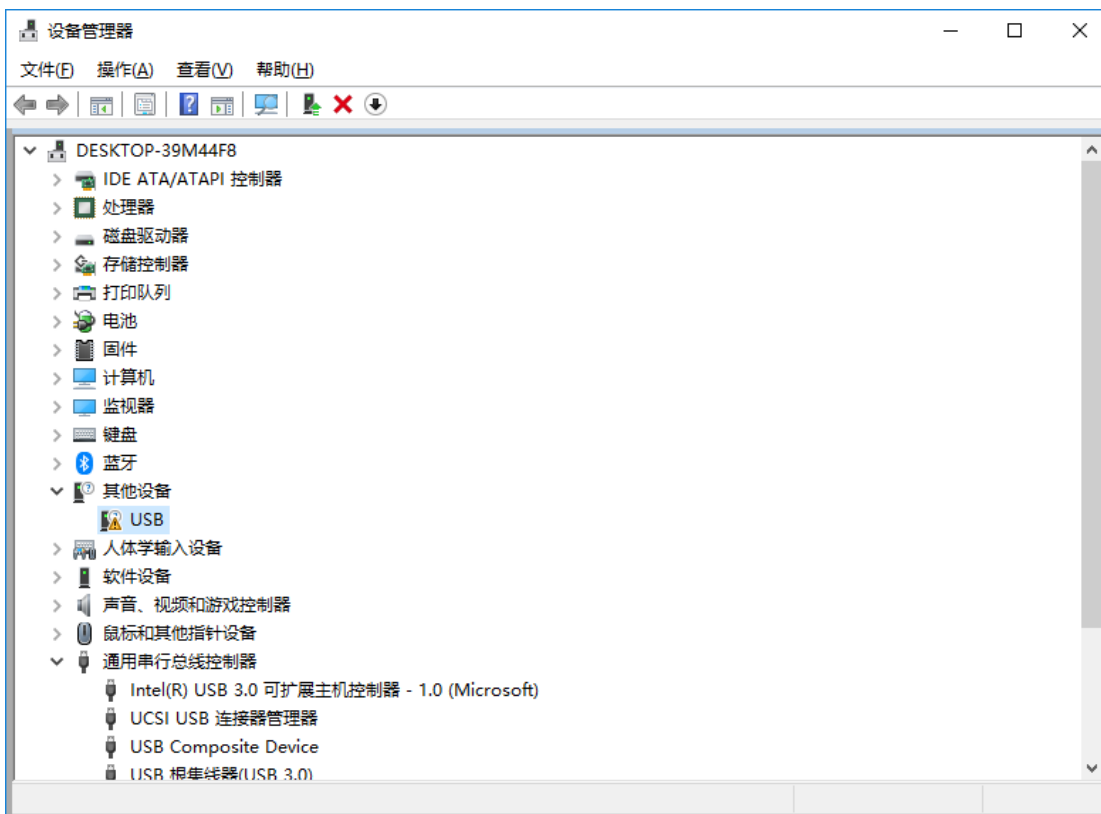 设备管理器
文件(F) 操作(A) 查看(V) 帮助(H)
DESKTOP-39M44F8
IDE ATA/ATAPI 控制器
处理器
磁盘驱动器
存储控制器
打印队列
电池
固件
计算机
监视器
键盘
蓝牙
其他设备
USB
人体学输入设备
软件设备
声音、视频和游戏控制器
鼠标和其他指针设备
通用串行总线控制器
Intel(R) USB 3.0 可扩展主机控制器 - 1.0 (Microsoft)
UCSI USB 连接器管理器
USB Composite Device
USB 根集线器(USB 3.0)